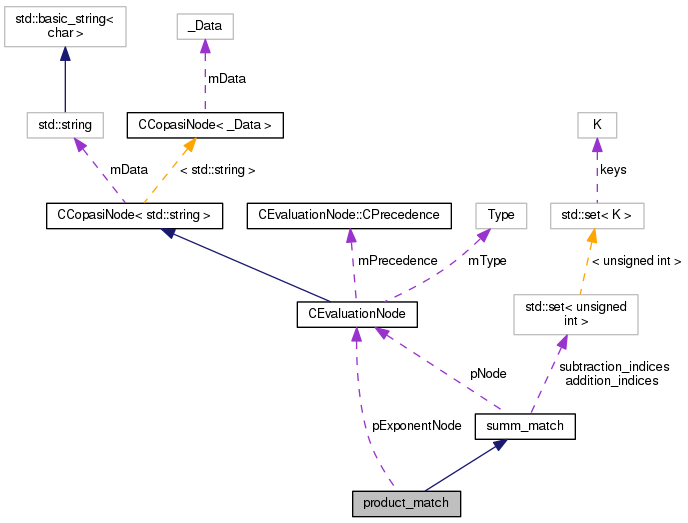 std::basic_string<
char >
_Data
mData
std::string
CCopasiNode< _Data >
K
mData
< std::string >
keys
CCopasiNode< std::string >
CEvaluationNode::CPrecedence
Type
std::set< K >
mPrecedence
mType
< unsigned int >
CEvaluationNode
std::set< unsigned
int >
pNode
subtraction_indices
addition_indices
pExponentNode
summ_match
product_match